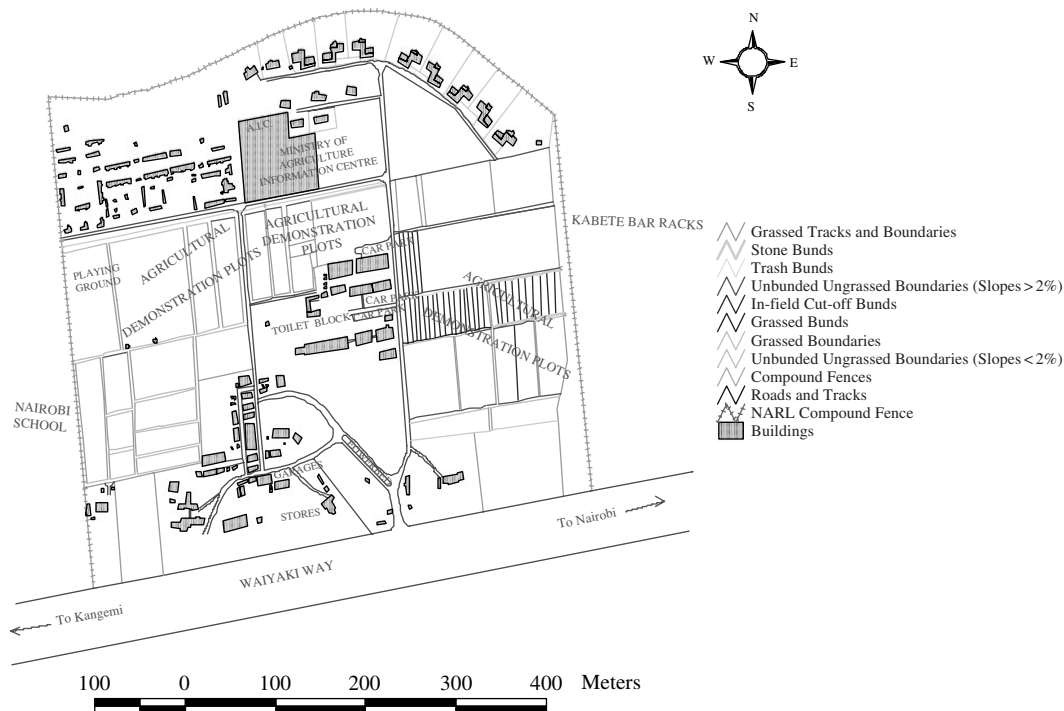 N
W
E
S
A.I.C.
MINISTRY OF
AGRICULTURE
INFORMATION CENTRE
AGRICULTURAL
DEMONSTRATION
PLOTS
KABETE BAR RACKS
AGRICULTURAL
DEMONSTRATION PLOTS
PLAYING
GROUND
CAR PARK
CAR PARK
CAR PARK
TOILET BLOCK
AGRICULTURAL
DEMONSTRATION PLOTS
NAIROBI
SCHOOL
GARAGES
STORES
To Nairobi
WAIYAKI WAY
To Kangemi
Grassed Tracks and Boundaries
Stone Bunds
Trash Bunds
Unbunded Ungrassed Boundaries (Slopes > 2%)
In-field Cut-off Bunds
Grassed Bunds
Grassed Boundaries
Unbunded Ungrassed Boundaries (Slopes < 2%)
Compound Fences
Roads and Tracks
NARL Compound Fence
Buildings
100 0 100 200 300 400 Meters